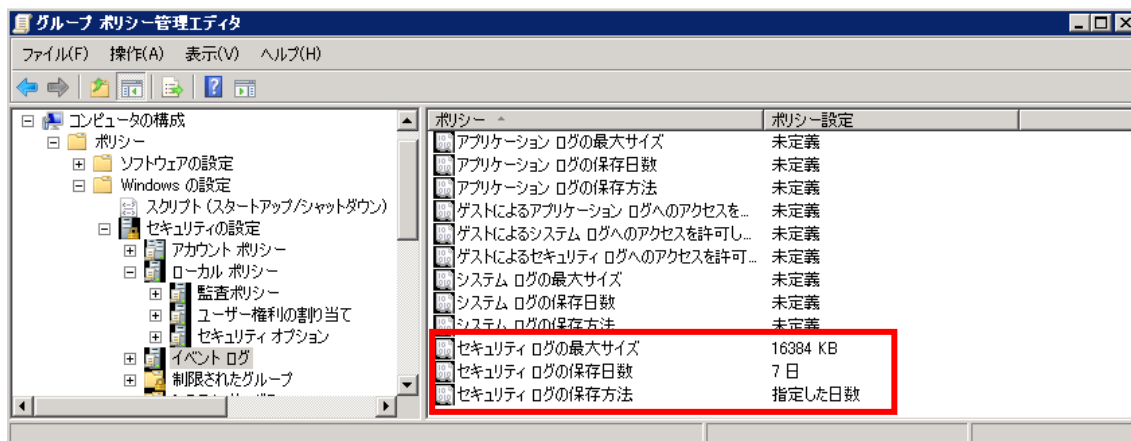 グループ ポリシー管理エディタ
ファイル(F) 操作(A) 表示(V) ヘルプ(H)
コンピュータの構成
ポリシー
ソフトウェアの設定
Windows の設定
スクリプト (スタートアップ/シャットダウン)
セキュリティの設定
アカウント ポリシー
ローカル ポリシー
監査ポリシー
ユーザー権利の割り当て
セキュリティ オプション
イベント ログ
制限されたグループ
ポリシー ポリシー設定
アプリケーション ログの最大サイズ 未定義
アプリケーション ログの保存日数 未定義
アプリケーション ログの保存方法 未定義
ゲストによるアプリケーション ログへのアクセスを... 未定義
ゲストによるシステム ログへのアクセスを許可し... 未定義
ゲストによるセキュリティ ログへのアクセスを許可... 未定義
システム ログの最大サイズ 未定義
システム ログの保存日数 未定義
システム ログの保存方法 未定義
セキュリティ ログの最大サイズ 16384 KB
セキュリティ ログの保存日数 7 日
セキュリティ ログの保存方法 指定した日数